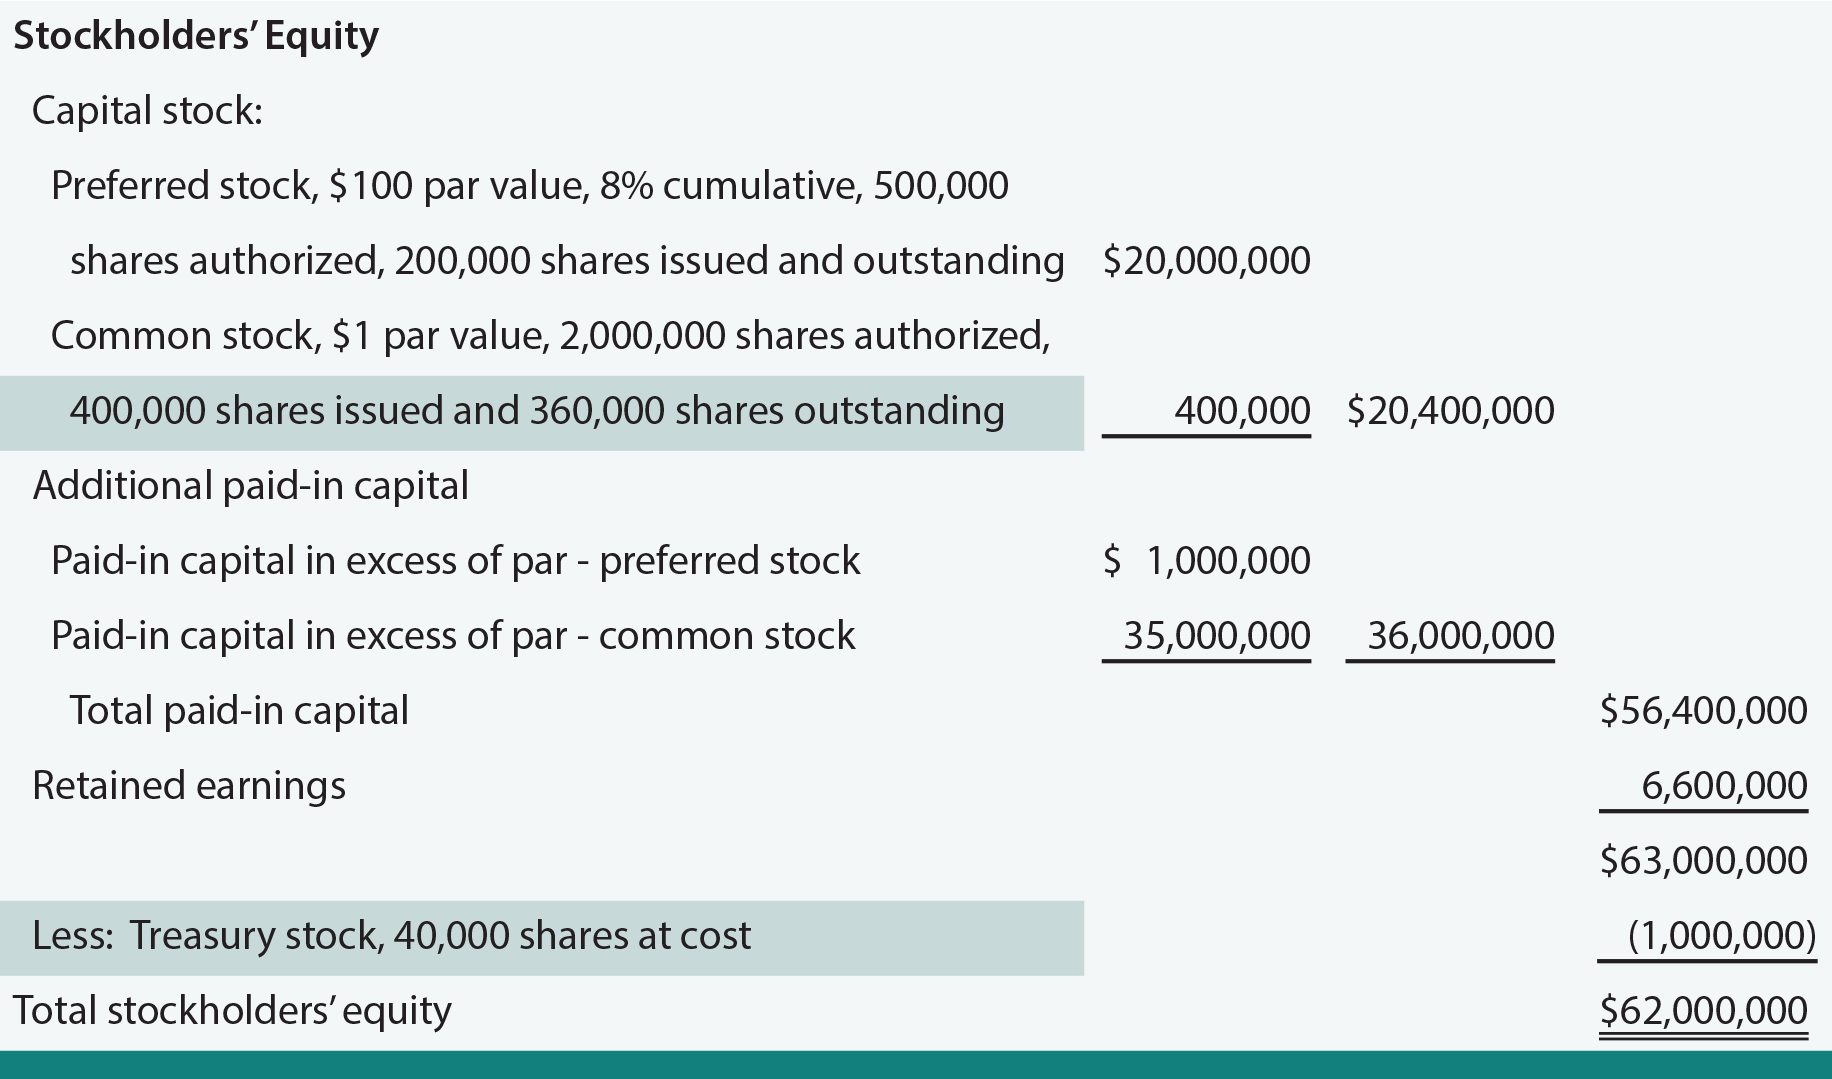 Stockholders’ Equity
Capital stock:
Preferred stock, $100 par value, 8% cumulative, 500,000
shares authorized, 200,000 shares issued and outstanding $20,000,000
Common stock, $1 par value, 2,000,000 shares authorized,
400,000 shares issued and 360,000 shares outstanding 400,000 $20,400,000
Additional paid-in capital
Paid-in capital in excess of par - preferred stock $ 1,000,000
Paid-in capital in excess of par - common stock 35,000,000 36,000,000
Total paid-in capital $56,400,000
Retained earnings 6,600,000
$63,000,000
Less: Treasury stock, 40,000 shares at cost (1,000,000)
Total stockholders’ equity $62,000,000